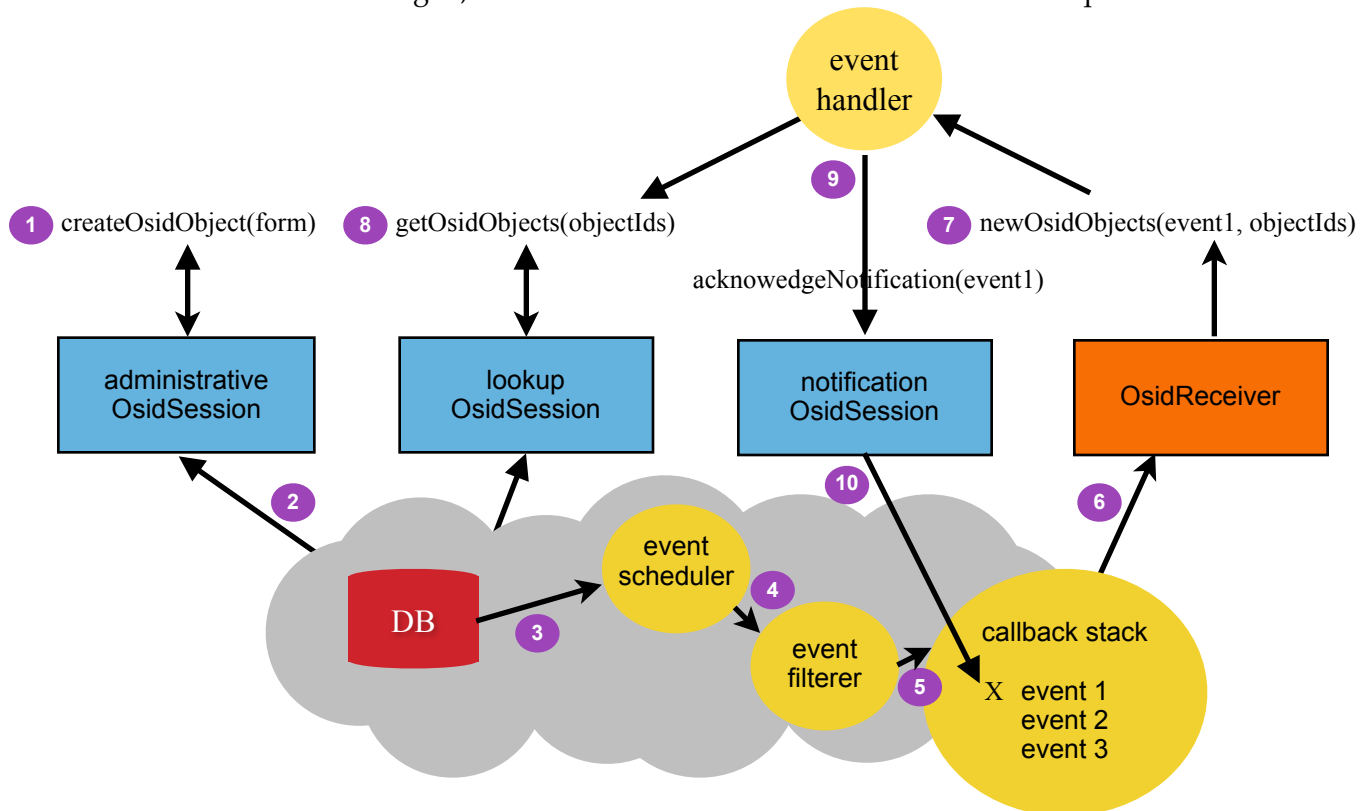 event
handler
9
1 createOsidObject(form)
8 getOsidObjects(objectIds)
7 newOsidObjects(event1, objectIds)
acknowedgeNotification(event1)
administrative
OsidSession
lookup
OsidSession
notification
OsidSession
OsidReceiver
2
10
6
event
scheduler
4
DB
3
event
filterer
5
callback stack
X event 1
event 2
event 3